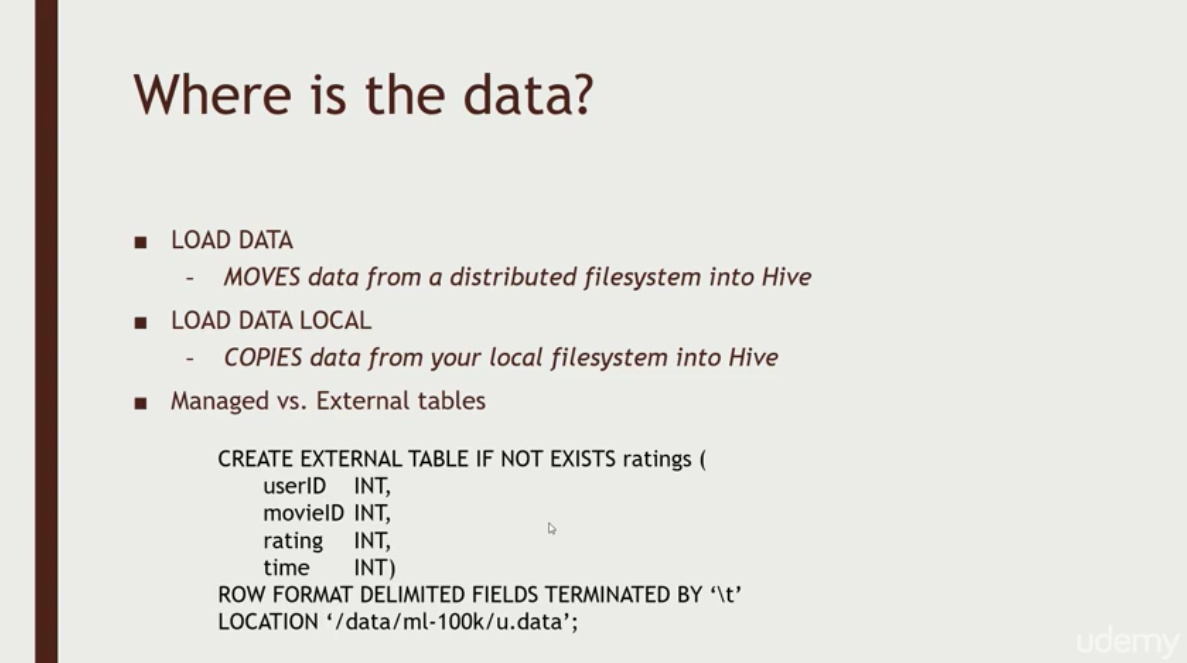 Where is the data?
■ LOAD DATA
– MOVES data from a distributed filesystem into Hive
■ LOAD DATA LOCAL
– COPIES data from your local filesystem into Hive
■ Managed vs. External tables
CREATE EXTERNAL TABLE IF NOT EXISTS ratings (
userID INT,
movieID INT,
rating INT,
time INT)
ROW FORMAT DELIMITED FIELDS TERMINATED BY ‘\t’
LOCATION ‘/data/ml-100k/u.data’;
udemy